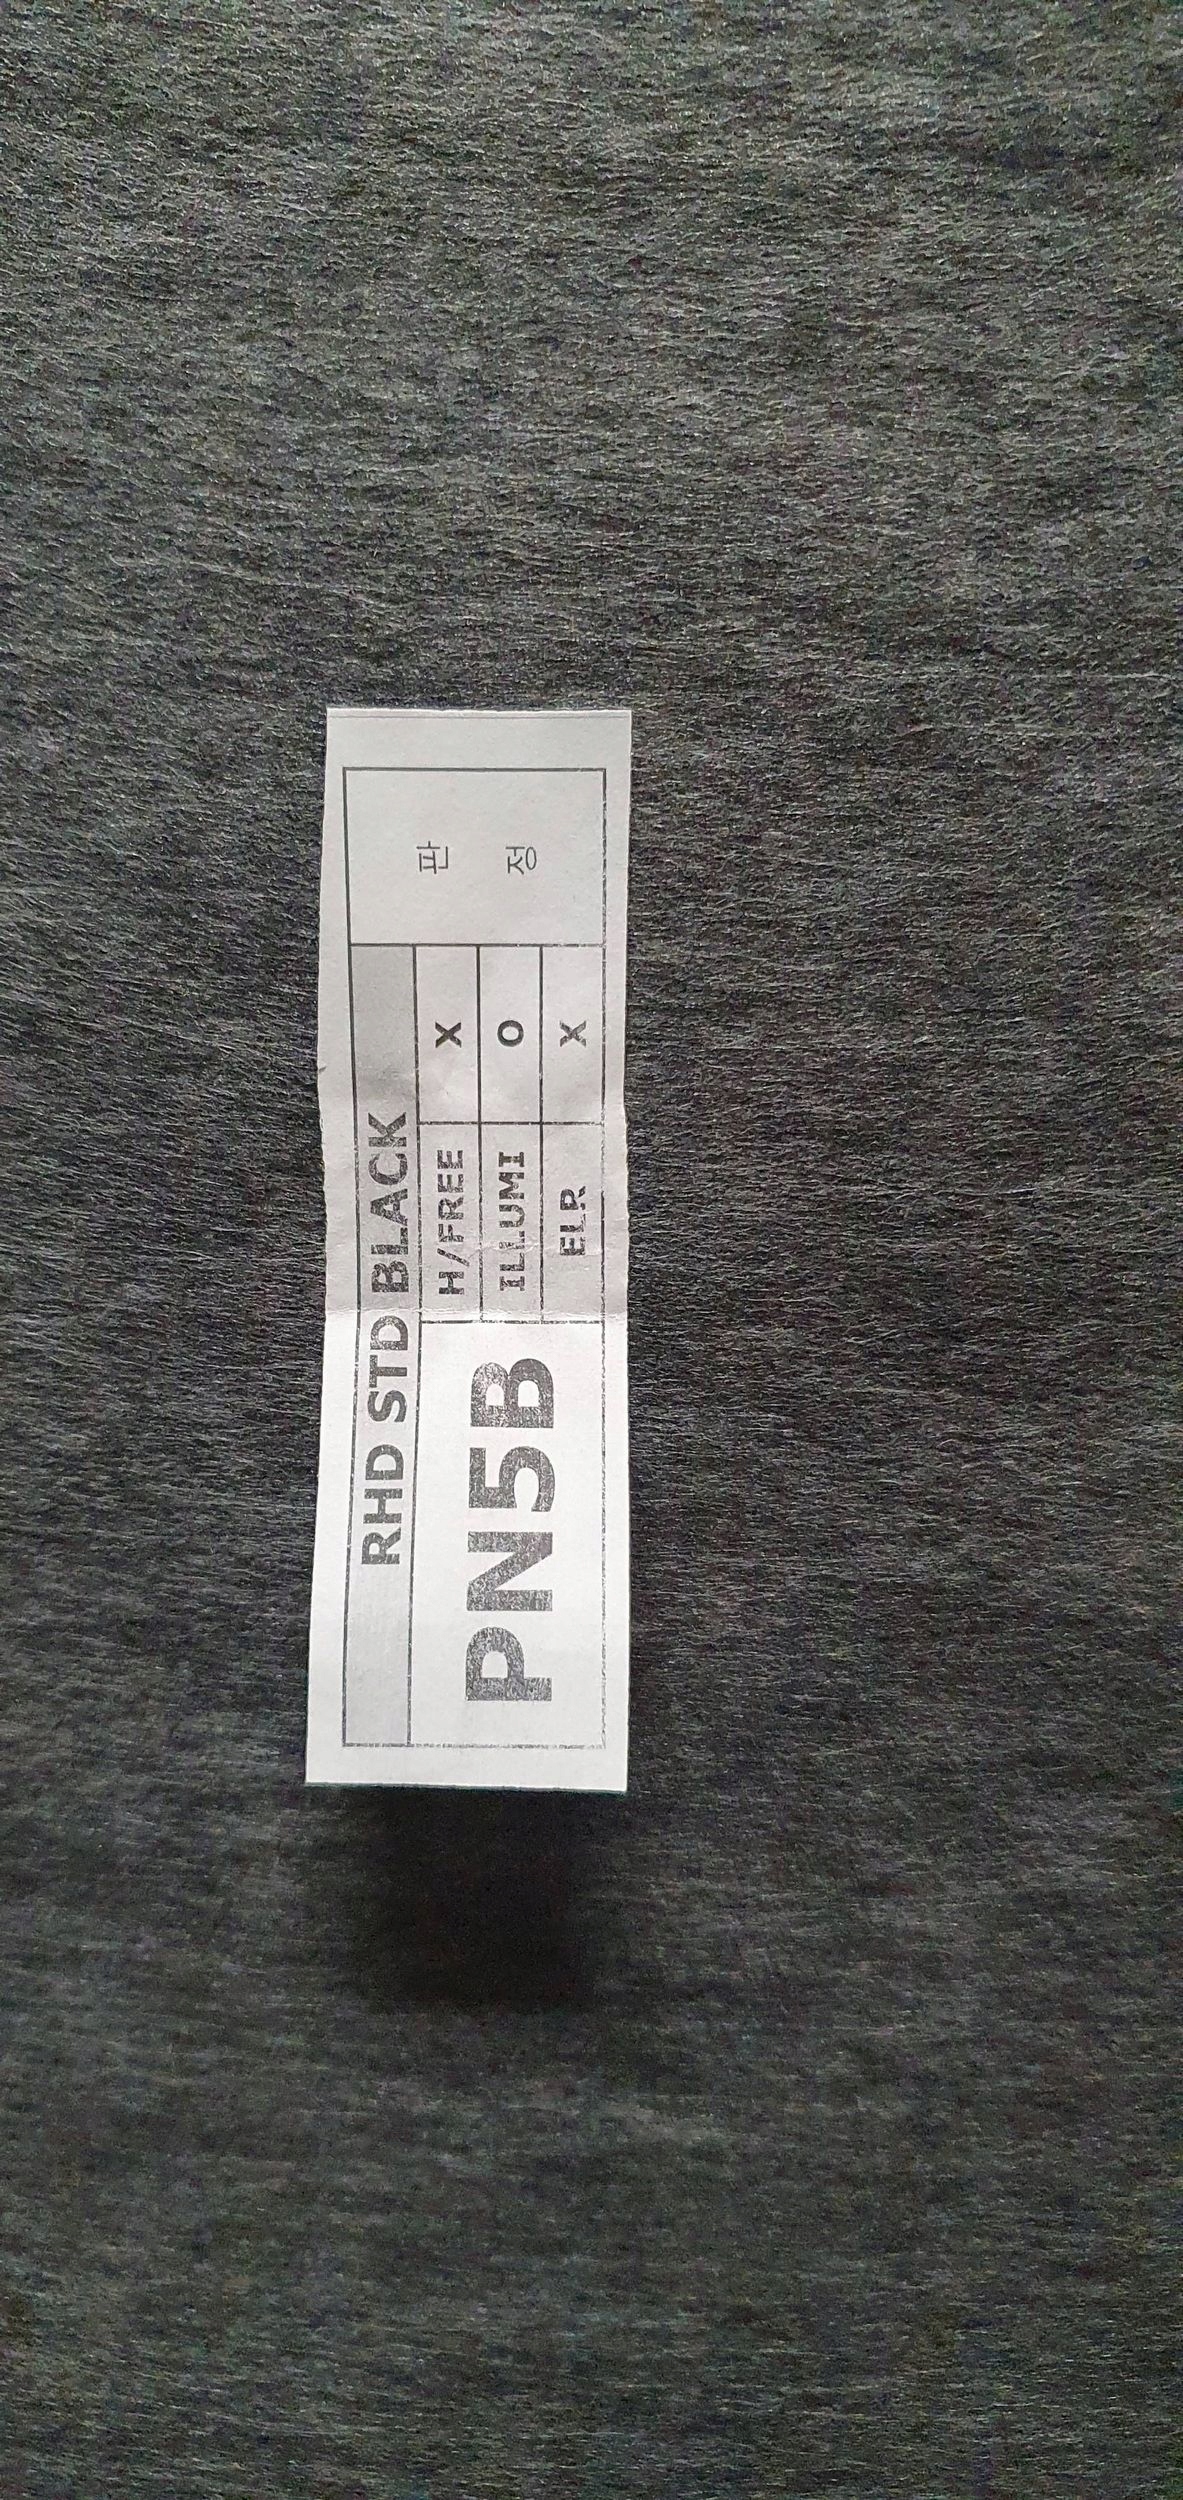 RHD STD BLACK
PN5B
H/FREE X
ILLUMI O
ELR X
판
정